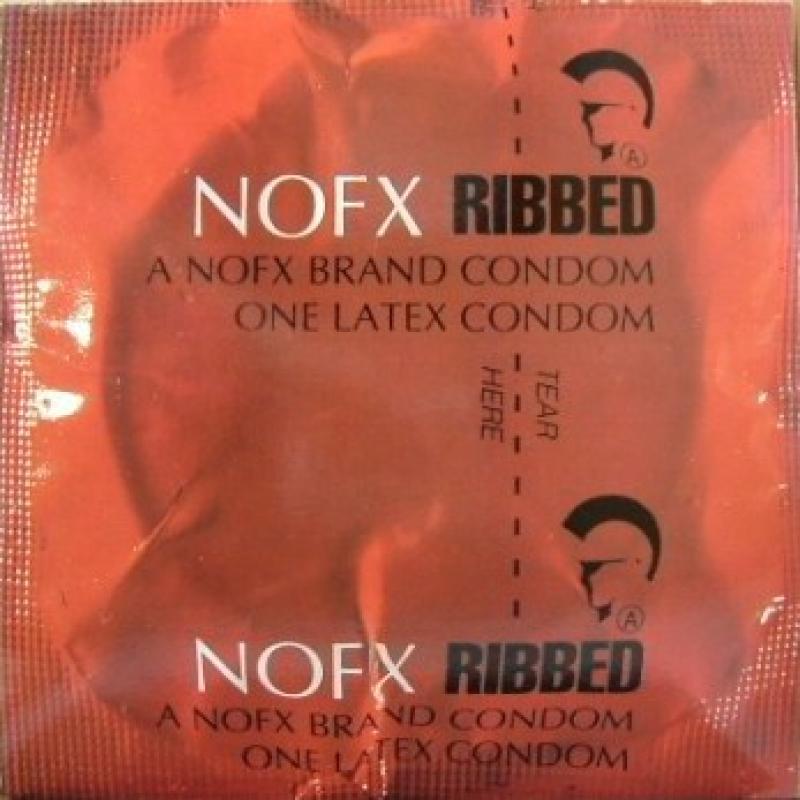 Ⓐ
NOFX RIBBED
A NOFX BRAND CONDOM
ONE LATEX CONDOM
TEAR
HERE
Ⓐ
NOFX RIBBED
A NOFX BRAND CONDOM
ONE LATEX CONDOM